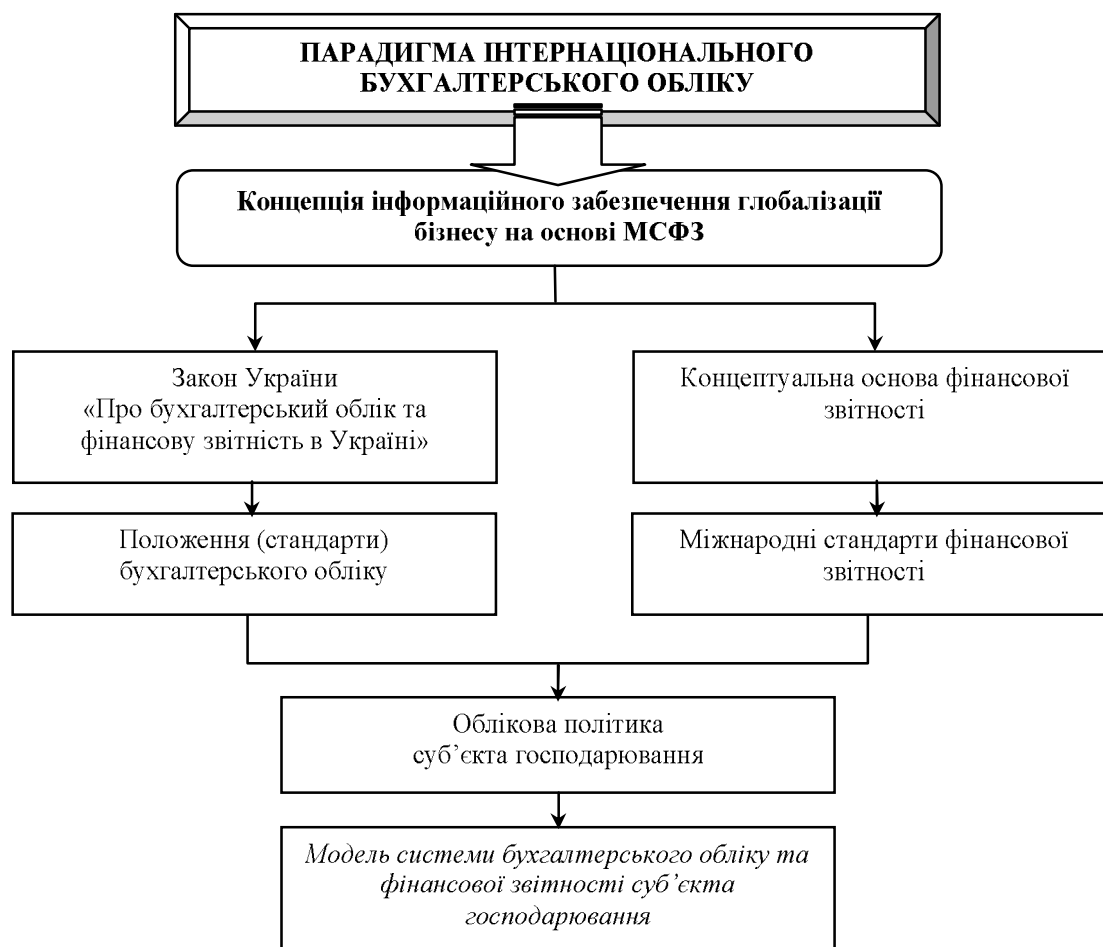 ПАРАДИГМА ІНТЕРНАЦІОНАЛЬНОГО
БУХГАЛТЕРСЬКОГО ОБЛІКУ
Концепція інформаційного забезпечення глобалізації
бізнесу на основі МСФЗ
Закон України
«Про бухгалтерський облік та
фінансову звітність в Україні»
Концептуальна основа фінансової
звітності
Положення (стандарти)
бухгалтерського обліку
Міжнародні стандарти фінансової
звітності
Облікова політика
суб’єкта господарювання
Модель системи бухгалтерського обліку та
фінансової звітності суб’єкта
господарювання